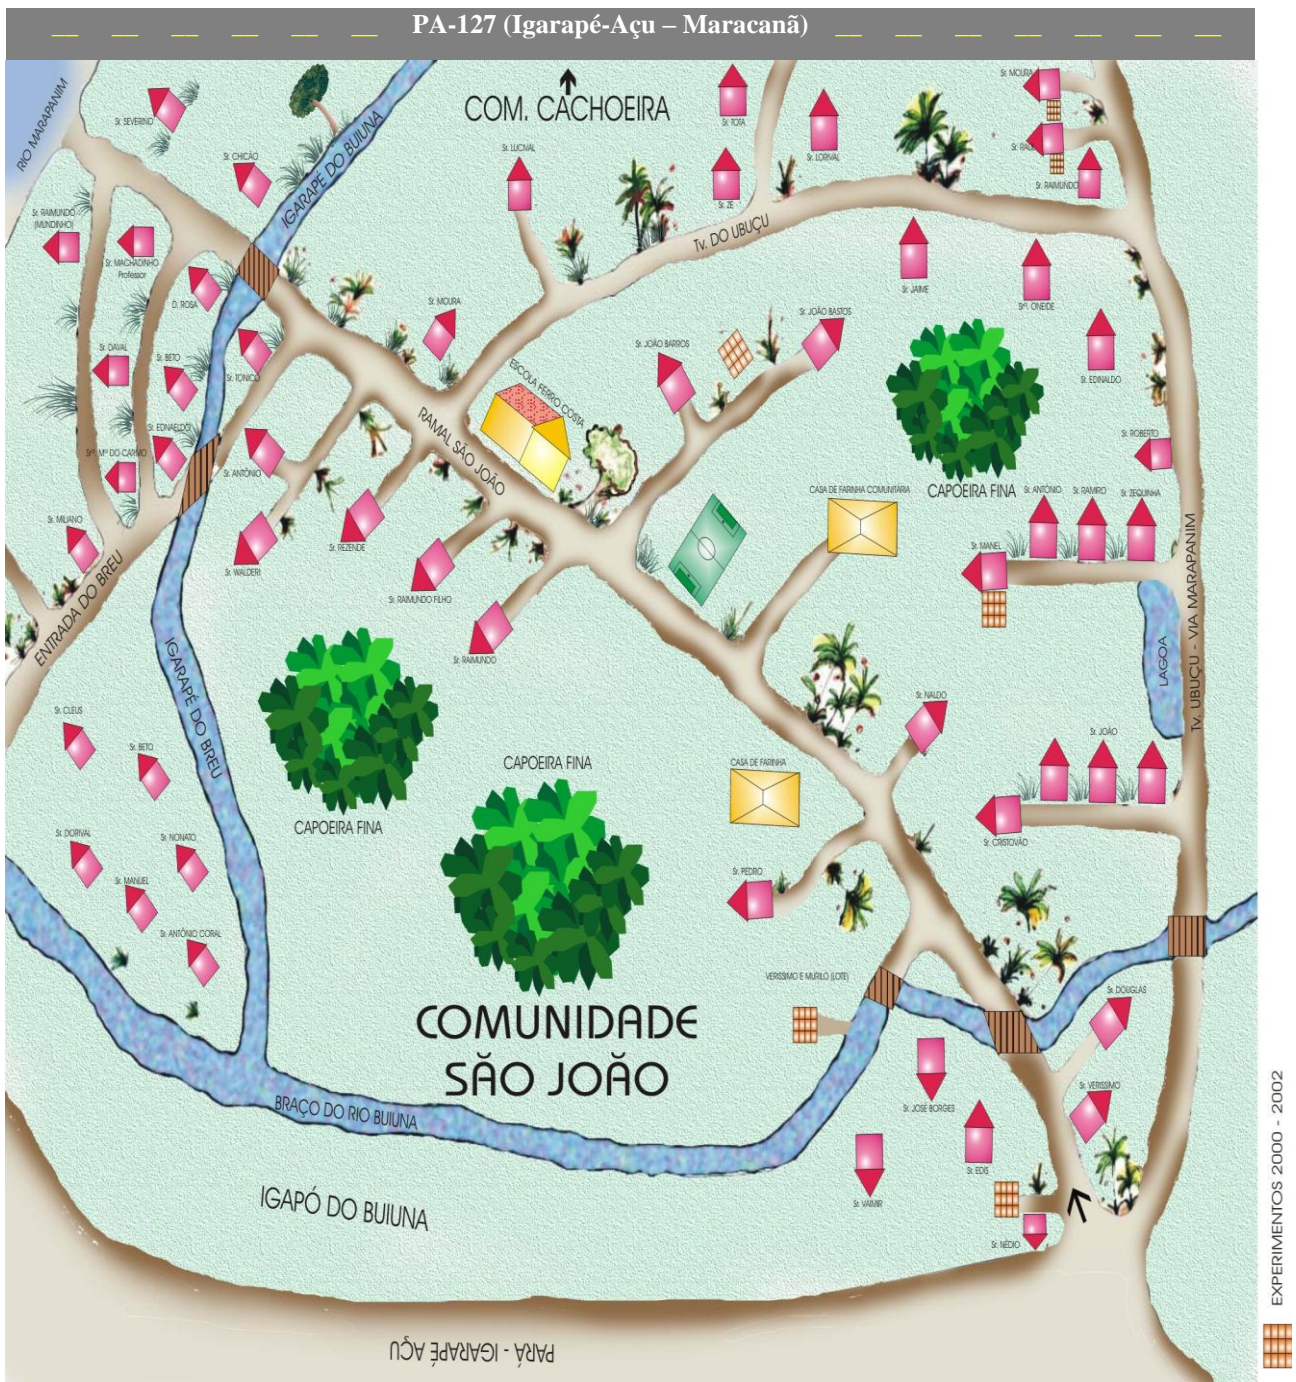 PA-127 (Igarapé-Açu – Maracanã)
RIO MARAPANIM
Sr. SEVERINO
Sr. CHICÃO
IGARAPÉ DO BUIUNA
COM. CACHOEIRA
Sr. LUCIVAL
Sr. TOTA
Sr. LORIVAL
Sr. ZÉ
Sr. MOURA
Sr. RAIMUNDO
Tv. DO UBUÇU
Sr. RAIMUNDO
(MUNDINHO)
Sr. MACHADINHO
Professor
D. ROSA
Sr. MOURA
Sr. JAIME
Srª. ONEIDE
Sr. JOÃO BASTOS
Sr. JOÃO BARROS
Sr. DAVAL
Sr. BETO
Sr. TONICO
Sr. EDINALDO
ESCOLA FERRO COSTA
RAMAL SÃO JOÃO
Sr. EDNAELDO
Srª. Mª DO CARMO
Sr. ANTÔNIO
Sr. ROBERTO
CAPOEIRA FINA
CASA DE FARINHA COMUNITÁRIA
Sr. ANTÔNIO
Sr. RAMIRO
Sr. ZEQUINHA
Sr. MILIANO
Sr. REZENDE
Sr. WALDERI
Sr. RAIMUNDO FILHO
Sr. RAIMUNDO
Sr. MANEL
ENTRADA DO BREU
IGARAPÉ DO BREU
LAGOA
Tv. UBUÇU - VIA MARAPANIM
Sr. CLEUS
Sr. BETO
Sr. NALDO
Sr. JOÃO
CAPOEIRA FINA
CASA DE FARINHA
CAPOEIRA FINA
Sr. CRISTOVÃO
Sr. DORIVAL
Sr. NONATO
Sr. MANUEL
Sr. PEDRO
Sr. ANTÔNIO CORAL
VERISSIMO E MURILO (LOTE)
Sr. DOUGLAS
COMUNIDADE
SÃO JOÃO
BRAÇO DO RIO BUIUNA
Sr. JOSÉ BORGES
Sr. VERISSIMO
Sr. EDIS
Sr. VAIMIR
IGAPÓ DO BUIUNA
Sr. NÉDIO
PARÁ - IGARAPÉ AÇU
EXPERIMENTOS 2000 - 2002